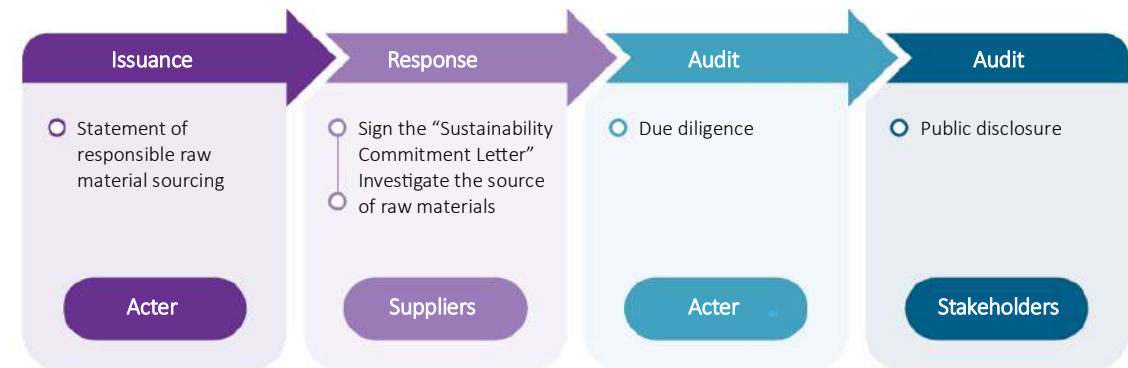 Issuance
Statement of
responsible raw
material sourcing
Acter
Response
Sign the “Sustainability
Commitment Letter”
Investigate the source
of raw materials
Suppliers
Audit
Due diligence
Acter
Audit
Public disclosure
Stakeholders